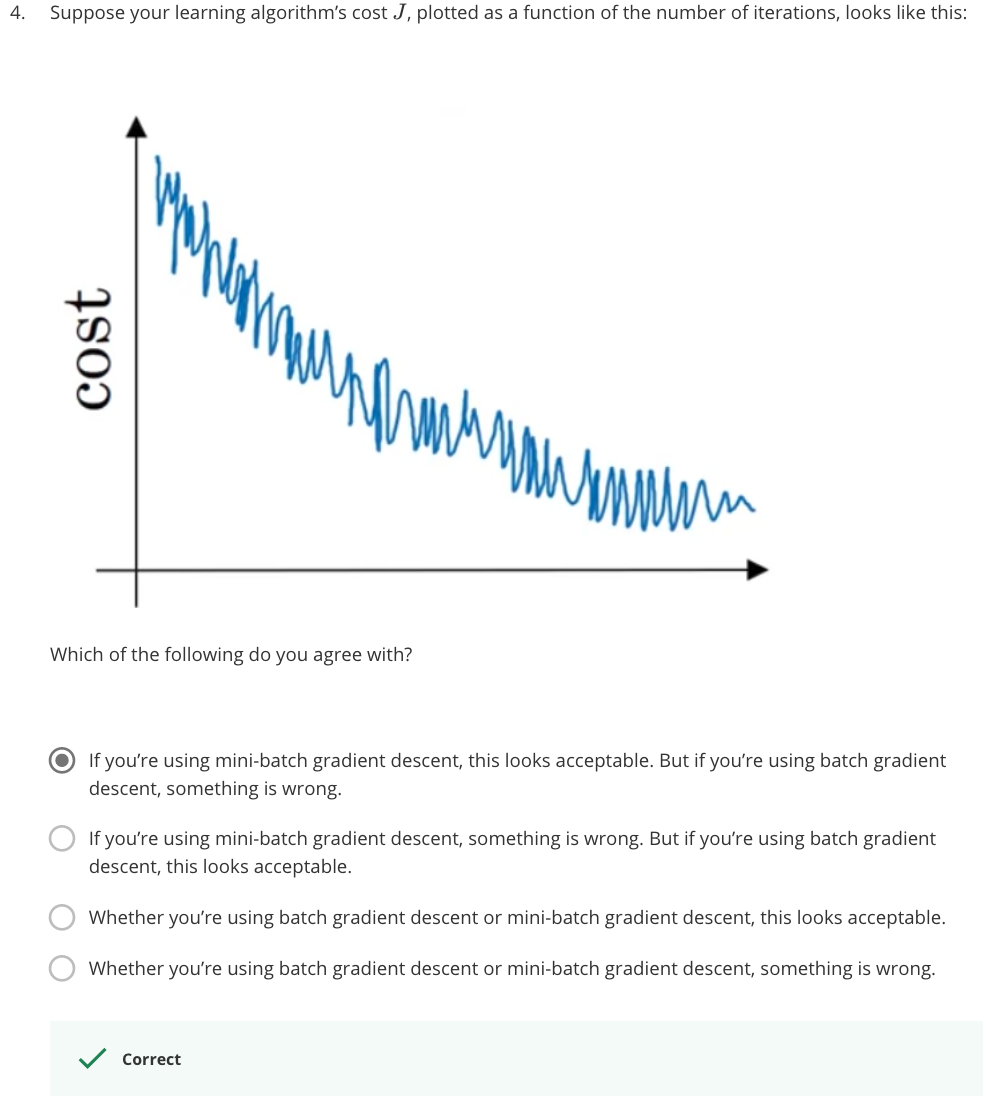 4. Suppose your learning algorithm’s cost J, plotted as a function of the number of iterations, looks like this:
cost
Which of the following do you agree with?
If you’re using mini-batch gradient descent, this looks acceptable. But if you’re using batch gradient
descent, something is wrong.
If you’re using mini-batch gradient descent, something is wrong. But if you’re using batch gradient
descent, this looks acceptable.
Whether you’re using batch gradient descent or mini-batch gradient descent, this looks acceptable.
Whether you’re using batch gradient descent or mini-batch gradient descent, something is wrong.
Correct